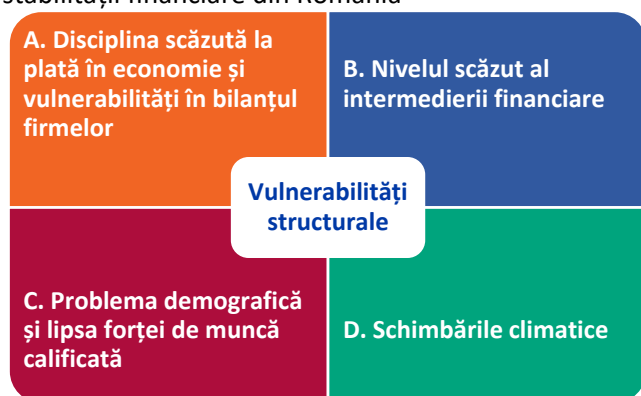 stabilității financiare din România
A. Disciplina scăzută la
plată în economie și
vulnerabilități în bilanțul
firmelor
B. Nivelul scăzut al
intermedierii financiare
Vulnerabilități
structurale
C. Problema demografică
și lipsa forței de muncă
calificată
D. Schimbările climatice